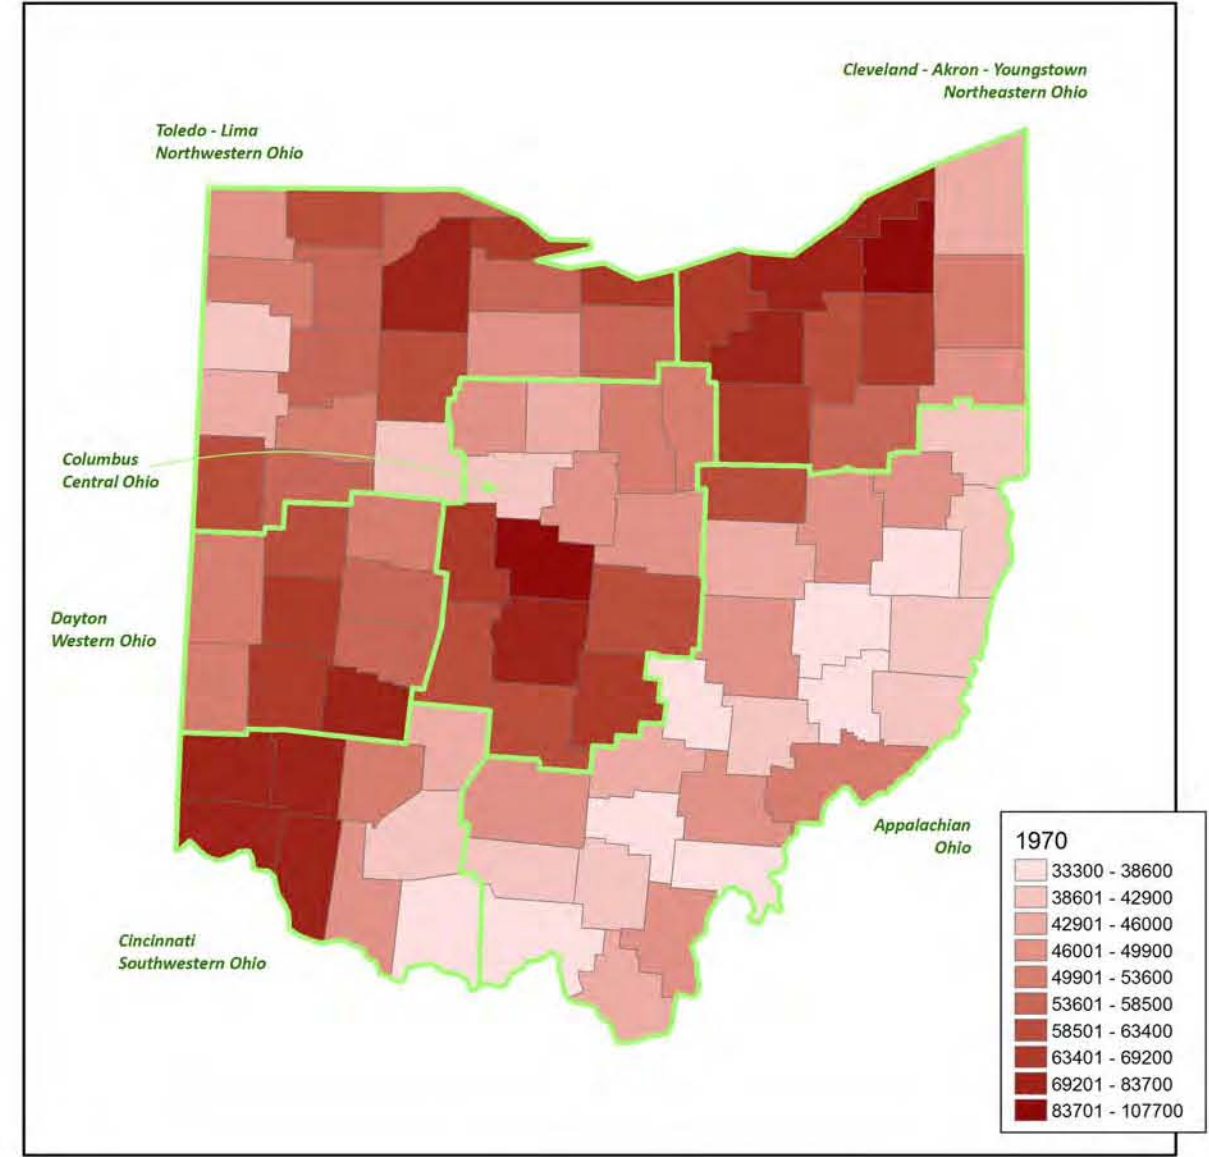 Cleveland - Akron - Youngstown
Northeastern Ohio
Toledo - Lima
Northwestern Ohio
Columbus
Central Ohio
Dayton
Western Ohio
Appalachian
Ohio
Cincinnati
Southwestern Ohio
1970
33300 - 38600
38601 - 42900
42901 - 46000
46001 - 49900
49901 - 53600
53601 - 58500
58501 - 63400
63401 - 69200
69201 - 83700
83701 - 107700